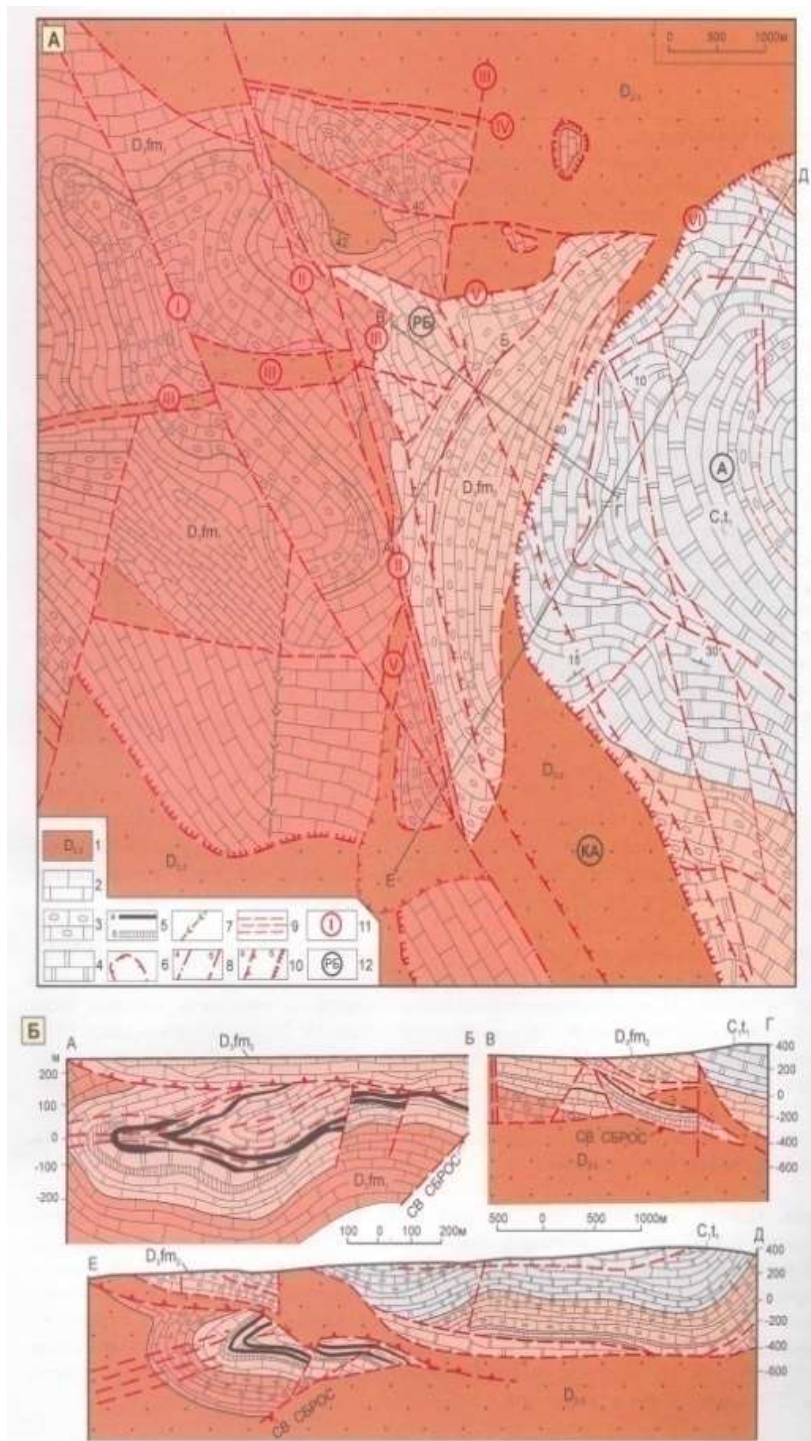 А
0 500 1000м
III
D₂₋₃
IV
D₃fm₁
Д
40
VI
42
II
V
В
РБ
I
III
Б
III
10
III
40
А
D₃fm₂
Г
C₁t₁
D₃fm₁
А
II
15
30
V
D₂₋₃
КА
D₂₋₃
Е
D₂₋₃ 1
2
3 а б 5 7 9 I 11
4 6 а б 8 а б 10 РБ 12
Б
А D₃fm₂ Б
В D₃fm₂ C₁t₁ Г
м
200
100
0
-100
-200
D₃fm₁
СВ. СБРОС
100 0 100 200м
400
200
0
-200
-400
-600
СВ. СБРОС
D₂₋₃
500 0 500 1000м
Е D₃fm₂ C₁t₁ Д
400
200
0
-200
-400
-600
СВ. СБРОС
D₂₋₃